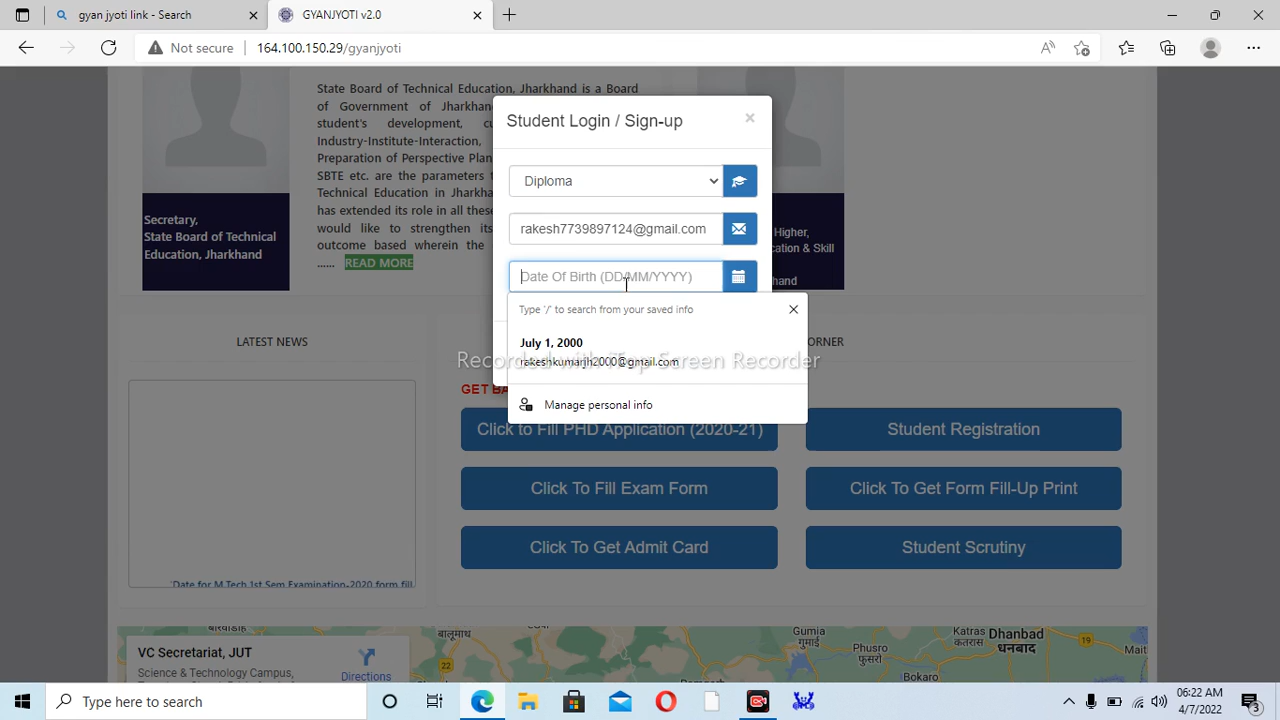 gyan jyoti link - Search
GYANJYOTI v2.0
Not secure
164.100.150.29/gyanjyoti
State Board of Technical Education, Jharkhand is a Board
of Government of Jharkhand
student's development,
Industry-Institute-Interaction,
Preparation of Perspective
SBTE etc. are the parameters
Technical Education in
has extended its role in all
would like to strengthen
outcome based wherein the
...... READ MORE
Secretary,
State Board of Technical
Education, Jharkhand
Higher,
& Skill
Student Login / Sign-up
×
Diploma
rakesh7739897124@gmail.com
Date Of Birth (DD/MM/YYYY)
Type '/' to search from your saved info
July 1, 2000
rakeshkumarjh2000@gmail.com
Manage personal info
Recorded with iTop Screen Recorder
LATEST NEWS
Date for M.Tech 1st Sem Examination-2020 form fill
Click to Fill PHD Application (2020-21)
Student Registration
Click To Fill Exam Form
Click To Get Form Fill-Up Print
Click To Get Admit Card
Student Scrutiny
VC Secretariat, JUT
Science & Technology Campus,
Directions
बालूमाथ
22
Gumia
गुमिआ
Phusro
फुसरो
Bokaro
Katras
कतरास
Dhanbad
धनबाद
19
Type here to search
06:22 AM
4/7/2022
3